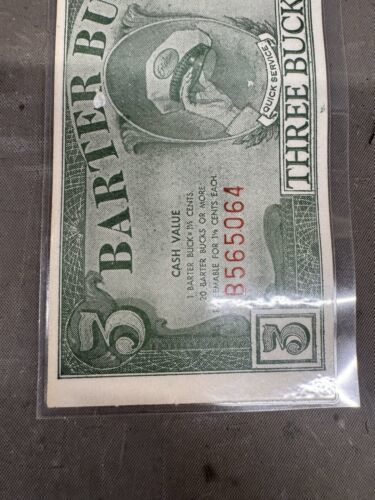 BARTER BU
QUICK SERVICE
THREE BUCK
CASH VALUE
1 BARTER BUCK = 1½ CENTS.
20 BARTER BUCKS OR MORE
EMABLE FOR 1½ CENTS EACH.
B565064
3
3